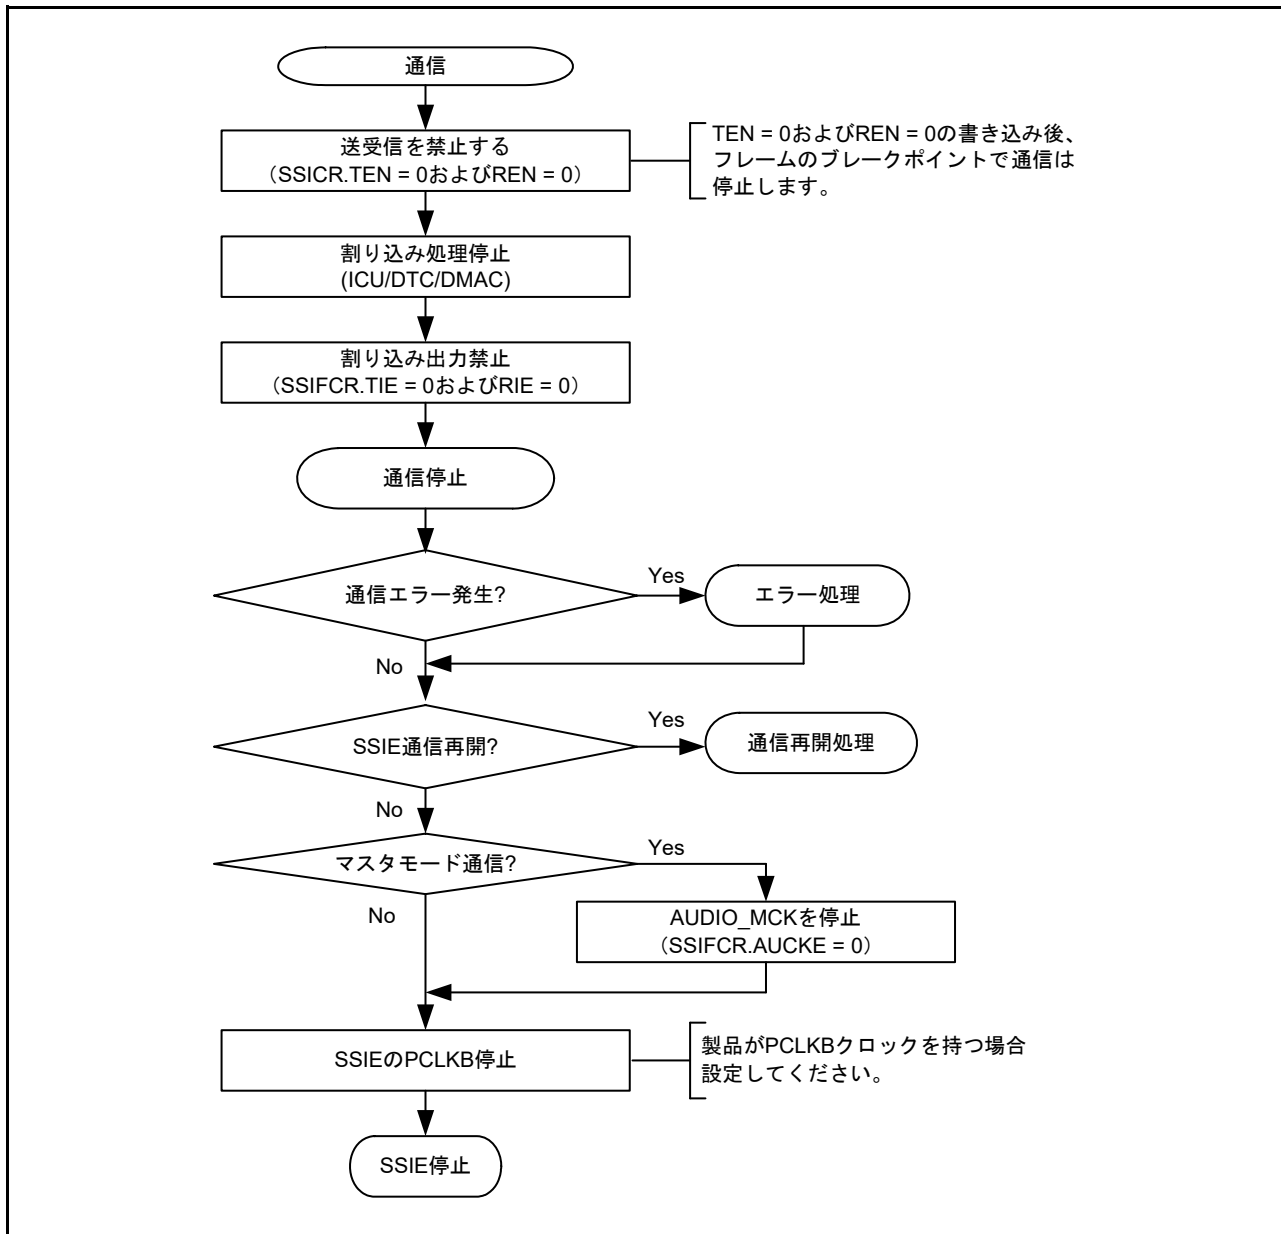 通信
送受信を禁止する
（SSICR.TEN = 0およびREN = 0）
TEN = 0およびREN = 0の書き込み後、
フレームのブレークポイントで通信は
停止します。
割り込み処理停止
(ICU/DTC/DMAC)
割り込み出力禁止
（SSIFCR.TIE = 0およびRIE = 0）
通信停止
通信エラー発生?
Yes
エラー処理
No
SSIE通信再開?
Yes
通信再開処理
No
マスタモード通信?
Yes
No
AUDIO_MCKを停止
（SSIFCR.AUCKE = 0）
SSIEのPCLKB停止
製品がPCLKBクロックを持つ場合
設定してください。
SSIE停止